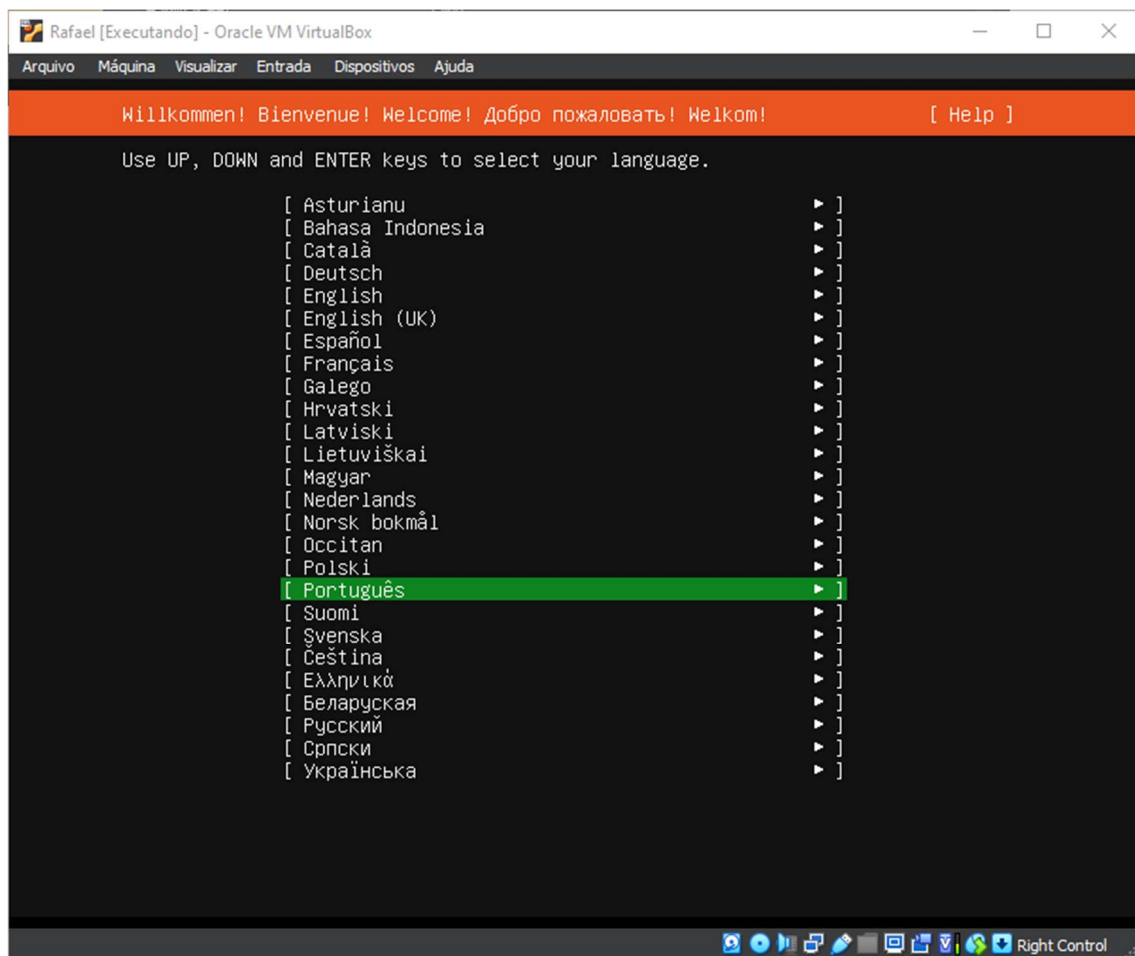 Rafael [Executando] - Oracle VM VirtualBox
Arquivo Máquina Visualizar Entrada Dispositivos Ajuda
Willkommen! Bienvenue! Welcome! Добро пожаловать! Welkom! [ Help ]
Use UP, DOWN and ENTER keys to select your language.
[ Asturianu ► ]
[ Bahasa Indonesia ► ]
[ Català ► ]
[ Deutsch ► ]
[ English ► ]
[ English (UK) ► ]
[ Español ► ]
[ Français ► ]
[ Galego ► ]
[ Hrvatski ► ]
[ Latviski ► ]
[ Lietuviškai ► ]
[ Magyar ► ]
[ Nederlands ► ]
[ Norsk bokmål ► ]
[ Occitan ► ]
[ Polski ► ]
[ Português ► ]
[ Suomi ► ]
[ Svenska ► ]
[ Čeština ► ]
[ Ελληνικά ► ]
[ Беларуская ► ]
[ Русский ► ]
[ Српски ► ]
[ Українська ► ]
Right Control